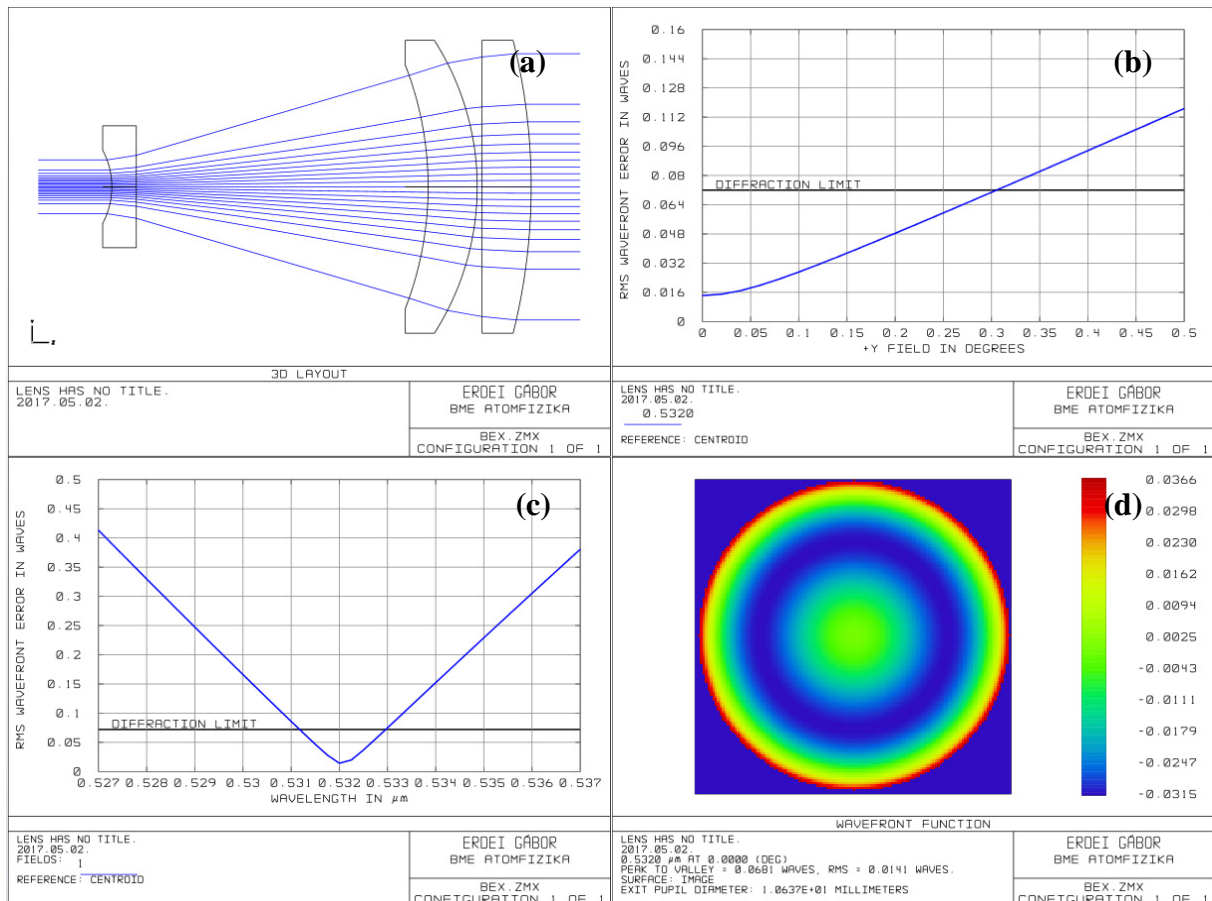 (a)
Y
Z
3D LAYOUT
LENS HAS NO TITLE.
2017.05.02.
ERDEI GÁBOR
BME ATOMFIZIKA
BEX.ZMX
CONFIGURATION 1 OF 1
(b)
0.16
0.144
0.128
0.112
0.096
0.08
0.064
0.048
0.032
0.016
0
RMS WAVEFRONT ERROR IN WAVES
DIFFRACTION LIMIT
0 0.05 0.1 0.15 0.2 0.25 0.3 0.35 0.4 0.45 0.5
+Y FIELD IN DEGREES
LENS HAS NO TITLE.
2017.05.02.
0.5320
REFERENCE: CENTROID
ERDEI GÁBOR
BME ATOMFIZIKA
BEX.ZMX
CONFIGURATION 1 OF 1
(c)
0.5
0.45
0.4
0.35
0.3
0.25
0.2
0.15
0.1
0.05
0
RMS WAVEFRONT ERROR IN WAVES
DIFFRACTION LIMIT
0.527 0.528 0.529 0.53 0.531 0.532 0.533 0.534 0.535 0.536 0.537
WAVELENGTH IN µm
LENS HAS NO TITLE.
2017.05.02.
FIELDS: 1
REFERENCE: CENTROID
ERDEI GÁBOR
BME ATOMFIZIKA
BEX.ZMX
CONFIGURATION 1 OF 1
(d)
0.0366
0.0298
0.0230
0.0162
0.0094
0.0025
-0.0043
-0.0111
-0.0179
-0.0247
-0.0315
WAVEFRONT FUNCTION
LENS HAS NO TITLE.
2017.05.02.
0.5320 µm AT 0.0000 (DEG)
PEAK TO VALLEY = 0.0681 WAVES, RMS = 0.0141 WAVES.
SURFACE: IMAGE
EXIT PUPIL DIAMETER: 1.0637E+01 MILLIMETERS
ERDEI GÁBOR
BME ATOMFIZIKA
BEX.ZMX
CONFIGURATION 1 OF 1